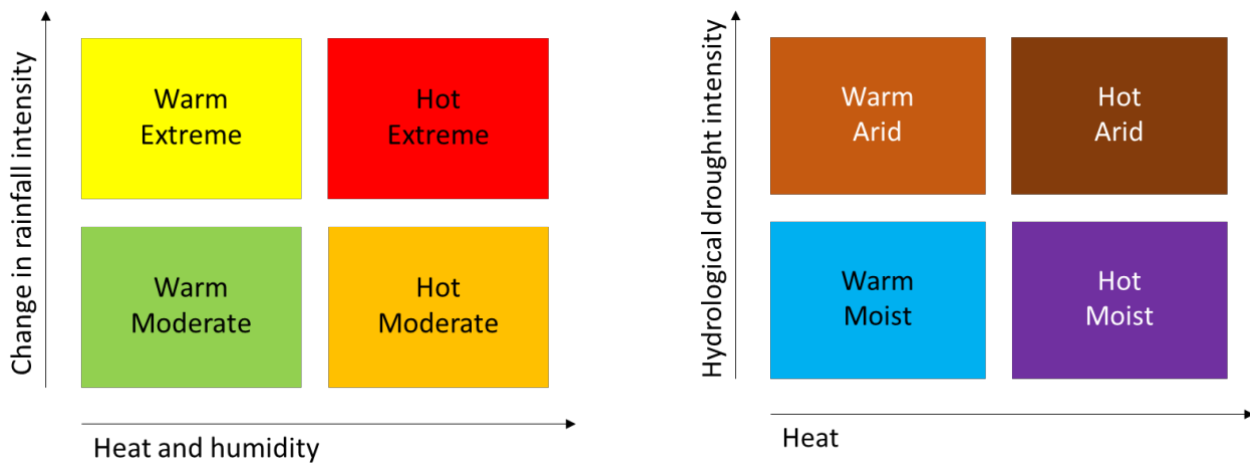 Change in rainfall intensity
Warm
Extreme
Hot
Extreme
Warm
Moderate
Hot
Moderate
Heat and humidity
Hydrological drought intensity
Warm
Arid
Hot
Arid
Warm
Moist
Hot
Moist
Heat